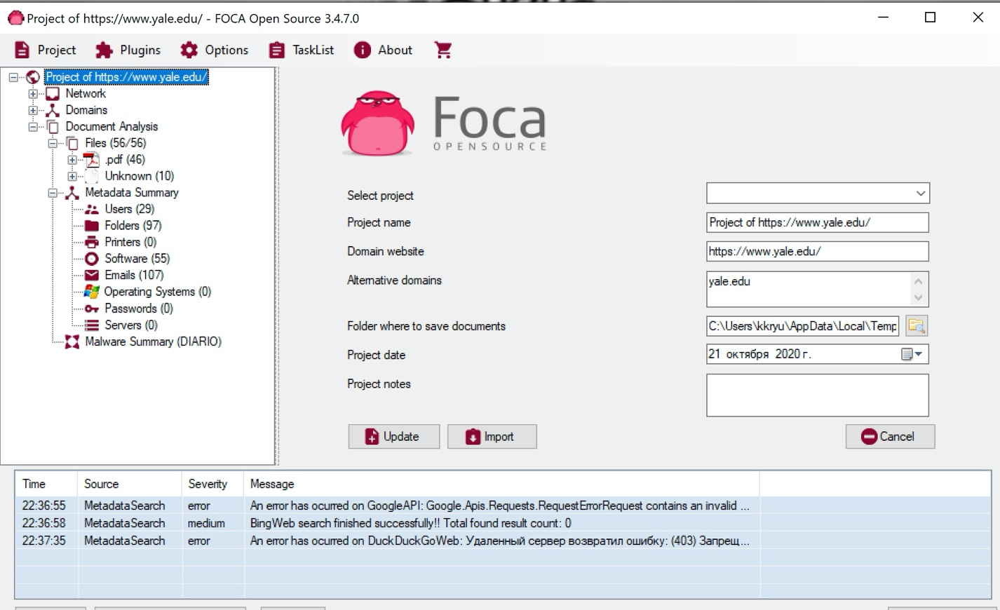 Project of https://www.yale.edu/ - FOCA Open Source 3.4.7.0
Project Plugins Options TaskList About
Project of https://www.yale.edu/
Network
Domains
Document Analysis
Files (56/56)
.pdf (46)
Unknown (10)
Metadata Summary
Users (29)
Folders (97)
Printers (0)
Software (55)
Emails (107)
Operating Systems (0)
Passwords (0)
Servers (0)
Malware Summary (DIARIO)
Foca
OPENSOURCE
Select project
Project name Project of https://www.yale.edu/
Domain website https://www.yale.edu/
Alternative domains yale.edu
Folder where to save documents C:\Users\kkryu\AppData\Local\Temp
Project date 21 октября 2020 г.
Project notes
Update Import Cancel
Time Source Severity Message
22:36:55 MetadataSearch error An error has ocurred on GoogleAPI: Google.Apis.Requests.RequestErrorRequest contains an invalid ...
22:36:58 MetadataSearch medium BingWeb search finished successfully!! Total found result count: 0
22:37:35 MetadataSearch error An error has ocurred on DuckDuckGoWeb: Удаленный сервер возвратил ошибку: (403) Запрещ...